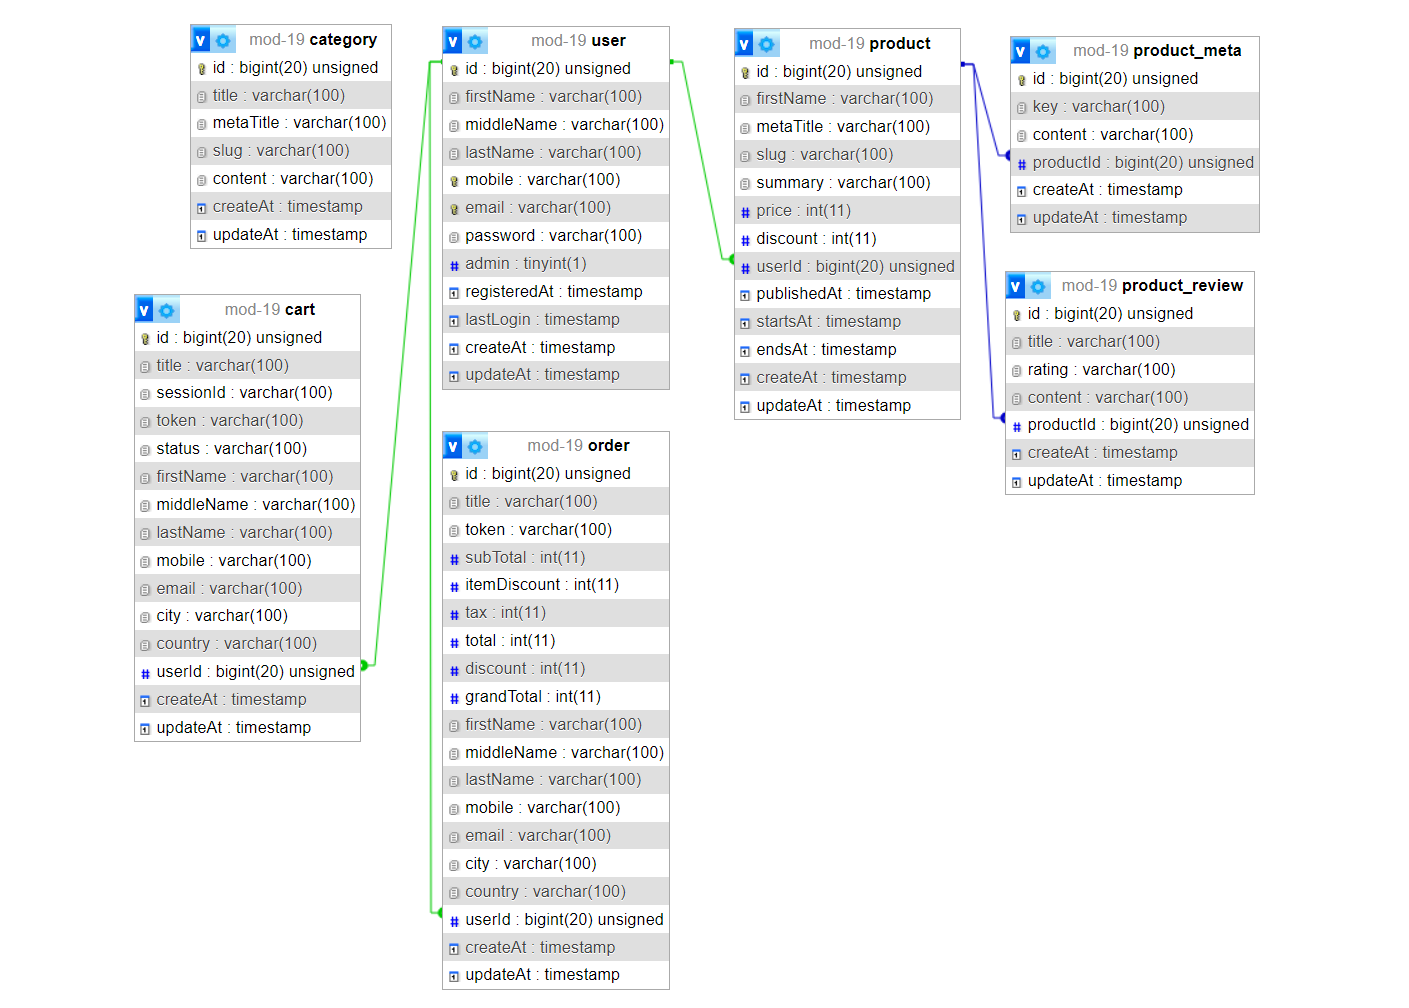 v mod-19 category
id : bigint(20) unsigned
title : varchar(100)
metaTitle : varchar(100)
slug : varchar(100)
content : varchar(100)
createAt : timestamp
updateAt : timestamp
v mod-19 cart
id : bigint(20) unsigned
title : varchar(100)
sessionId : varchar(100)
token : varchar(100)
status : varchar(100)
firstName : varchar(100)
middleName : varchar(100)
lastName : varchar(100)
mobile : varchar(100)
email : varchar(100)
city : varchar(100)
country : varchar(100)
# userId : bigint(20) unsigned
createAt : timestamp
updateAt : timestamp
v mod-19 user
id : bigint(20) unsigned
firstName : varchar(100)
middleName : varchar(100)
lastName : varchar(100)
mobile : varchar(100)
email : varchar(100)
password : varchar(100)
# admin : tinyint(1)
registeredAt : timestamp
lastLogin : timestamp
createAt : timestamp
updateAt : timestamp
v mod-19 order
id : bigint(20) unsigned
title : varchar(100)
token : varchar(100)
# subTotal : int(11)
# itemDiscount : int(11)
# tax : int(11)
# total : int(11)
# discount : int(11)
# grandTotal : int(11)
firstName : varchar(100)
middleName : varchar(100)
lastName : varchar(100)
mobile : varchar(100)
email : varchar(100)
city : varchar(100)
country : varchar(100)
# userId : bigint(20) unsigned
createAt : timestamp
updateAt : timestamp
v mod-19 product
id : bigint(20) unsigned
firstName : varchar(100)
metaTitle : varchar(100)
slug : varchar(100)
summary : varchar(100)
# price : int(11)
# discount : int(11)
# userId : bigint(20) unsigned
publishedAt : timestamp
startsAt : timestamp
endsAt : timestamp
createAt : timestamp
updateAt : timestamp
v mod-19 product_meta
id : bigint(20) unsigned
key : varchar(100)
content : varchar(100)
# productId : bigint(20) unsigned
createAt : timestamp
updateAt : timestamp
v mod-19 product_review
id : bigint(20) unsigned
title : varchar(100)
rating : varchar(100)
content : varchar(100)
# productId : bigint(20) unsigned
createAt : timestamp
updateAt : timestamp